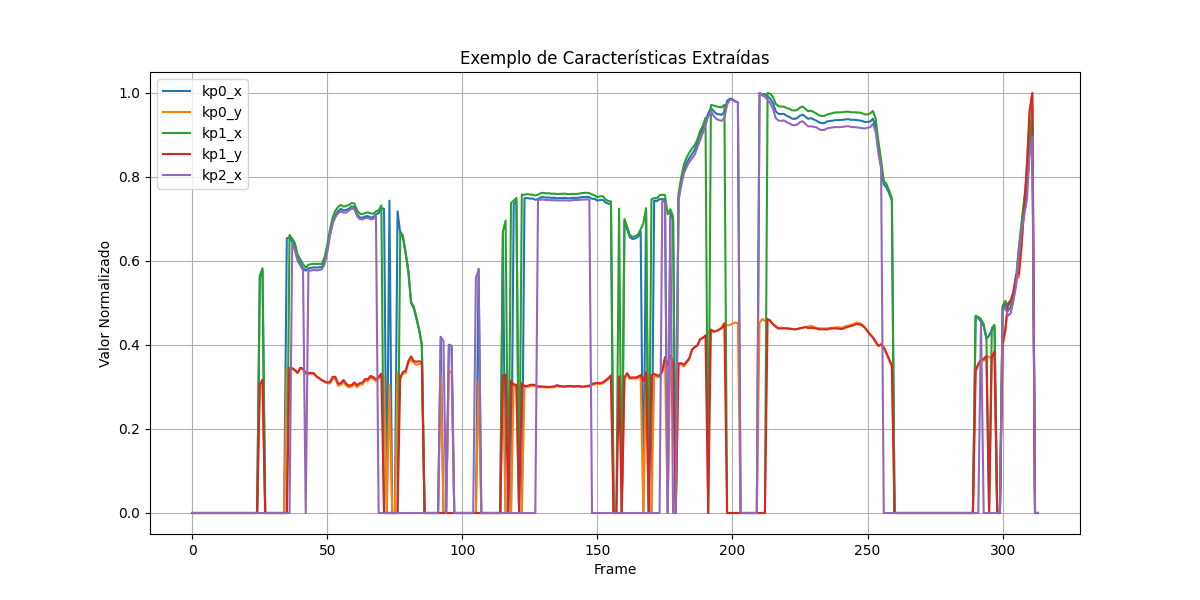 Exemplo de Características Extraídas
kp0_x
kp0_y
kp1_x
kp1_y
kp2_x
1.0
0.8
0.6
0.4
0.2
0.0
Valor Normalizado
0 50 100 150 200 250 300
Frame